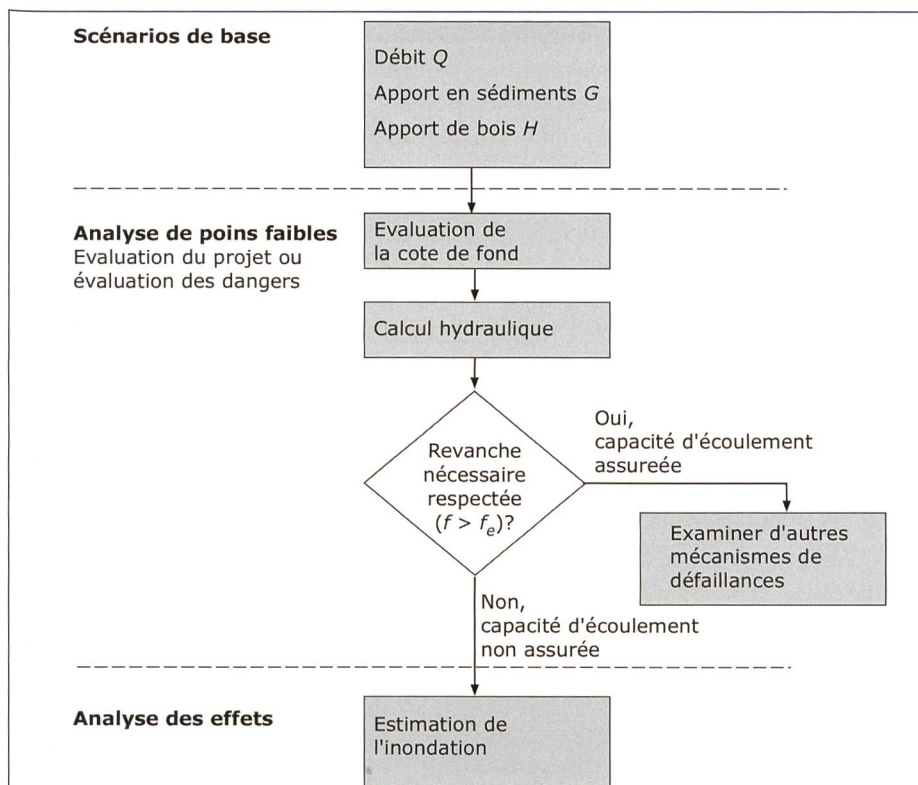 Scénarios de base
Débit Q
Apport en sédiments G
Apport de bois H
Analyse de poins faibles
Evaluation du projet ou
évaluation des dangers
Evaluation de
la cote de fond
Calcul hydraulique
Revanche
nécessaire
respectée
(f > fe)?
Oui,
capacité d'écoulement
assureée
Examiner d'autres
mécanismes de
défaillances
Non,
capacité d'écoulement
non assurée
Analyse des effets
Estimation de
l'inondation